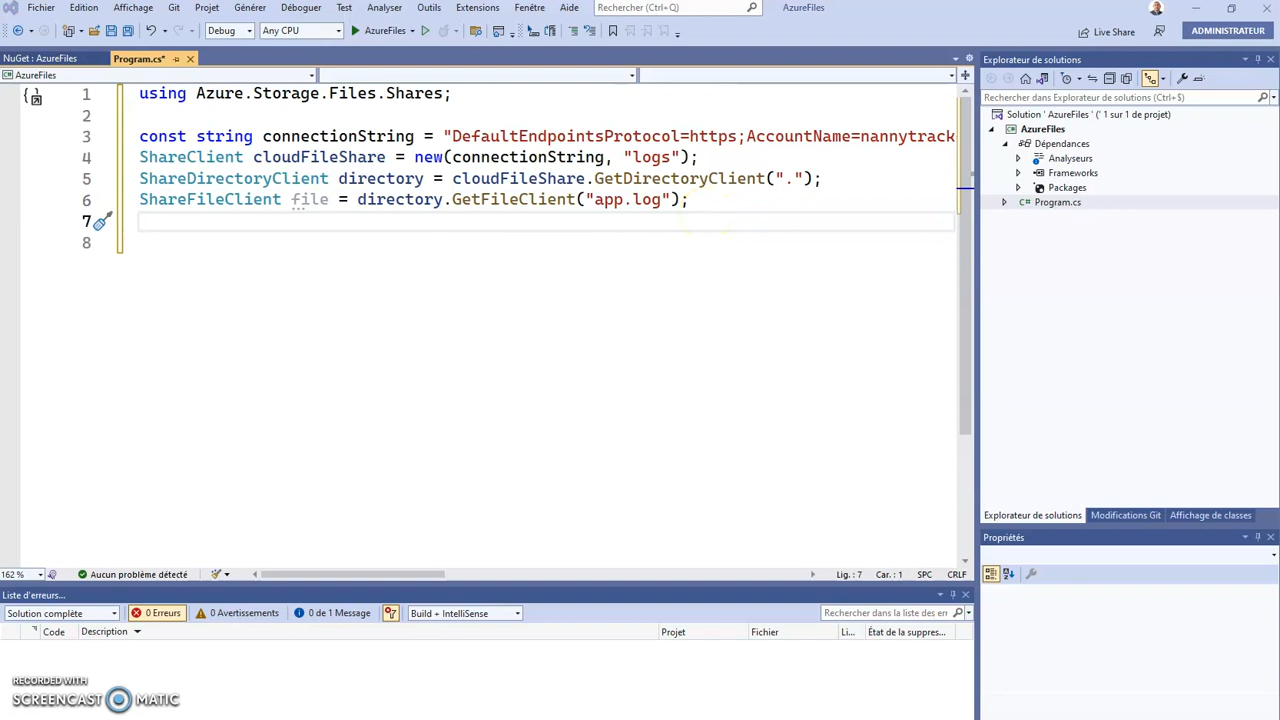 Fichier Edition Affichage Git Projet Générer Déboguer Test Analyser Outils Extensions Fenêtre Aide Rechercher (Ctrl+Q) AzureFiles
Debug Any CPU AzureFiles Live Share ADMINISTRATEUR
NuGet : AzureFiles Program.cs*
AzureFiles
1 using Azure.Storage.Files.Shares;
2
3 const string connectionString = "DefaultEndpointsProtocol=https;AccountName=nannytrack
4 ShareClient cloudFileShare = new(connectionString, "logs");
5 ShareDirectoryClient directory = cloudFileShare.GetDirectoryClient(".");
6 ShareFileClient file = directory.GetFileClient("app.log");
7
8
162 % Aucun problème détecté Lig.: 7 Car.: 1 SPC CRLF
Explorateur de solutions
Rechercher dans Explorateur de solutions (Ctrl+$)
Solution ' AzureFiles ' (' 1 sur 1 de projet)
AzureFiles
Dépendances
Analyseurs
Frameworks
Packages
C# Program.cs
Explorateur de solutions Modifications Git Affichage de classes
Propriétés
Liste d'erreurs...
Solution complète 0 Erreurs 0 Avertissements 0 de 1 Message Build + IntelliSense Rechercher dans la liste des err
Code Description Projet Fichier Li... État de la suppres...
RECORDED WITH
SCREENCAST MATIC